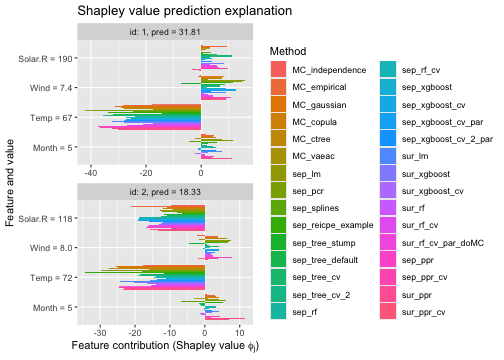 Shapley value prediction explanation
id: 1, pred = 31.81
Solar.R = 190
Wind = 7.4
Temp = 67
Month = 5
-40
-20
0
id: 2, pred = 18.33
Solar.R = 118
Wind = 8.0
Temp = 72
Month = 5
-30
-20
-10
0
10
Feature contribution (Shapley value ϕⱼ)
Feature and value
Method
MC_independence
MC_empirical
MC_gaussian
MC_copula
MC_ctree
MC_vaeac
sep_lm
sep_pcr
sep_splines
sep_reicpe_example
sep_tree_stump
sep_tree_default
sep_tree_cv
sep_tree_cv_2
sep_rf
sep_rf_cv
sep_xgboost
sep_xgboost_cv
sep_xgboost_cv_par
sep_xgboost_cv_2_par
sur_lm
sur_xgboost
sur_xgboost_cv
sur_rf
sur_rf_cv
sur_rf_cv_par_doMC
sep_ppr
sep_ppr_cv
sur_ppr
sur_ppr_cv